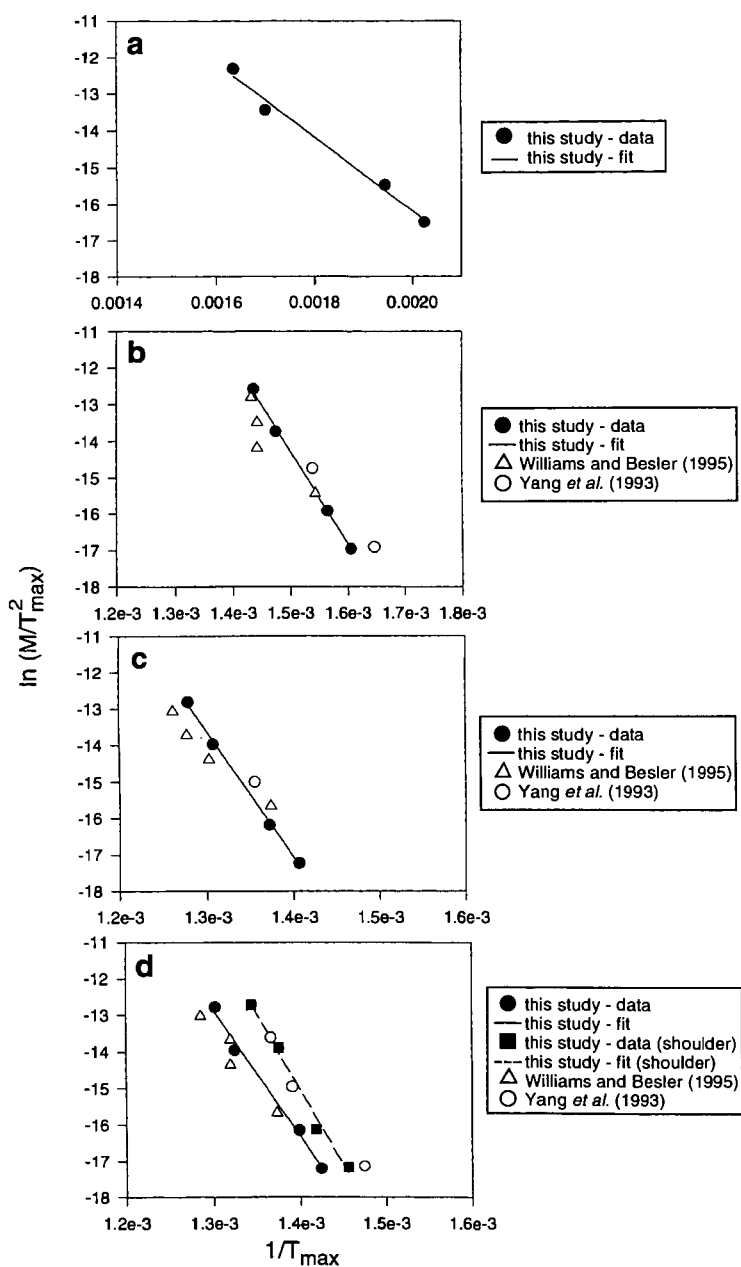 -11
-12
-13
-14
-15
-16
-17
-18
a
0.0014
0.0016
0.0018
0.0020
this study - data
this study - fit
-11
-12
-13
-14
-15
-16
-17
-18
b
1.2e-3
1.3e-3
1.4e-3
1.5e-3
1.6e-3
1.7e-3
1.8e-3
this study - data
this study - fit
Williams and Besler (1995)
Yang et al. (1993)
ln (M/T²max)
-11
-12
-13
-14
-15
-16
-17
-18
c
1.2e-3
1.3e-3
1.4e-3
1.5e-3
1.6e-3
this study - data
this study - fit
Williams and Besler (1995)
Yang et al. (1993)
-11
-12
-13
-14
-15
-16
-17
-18
d
1.2e-3
1.3e-3
1.4e-3
1.5e-3
1.6e-3
this study - data
this study - fit
this study - data (shoulder)
this study - fit (shoulder)
Williams and Besler (1995)
Yang et al. (1993)
1/Tmax